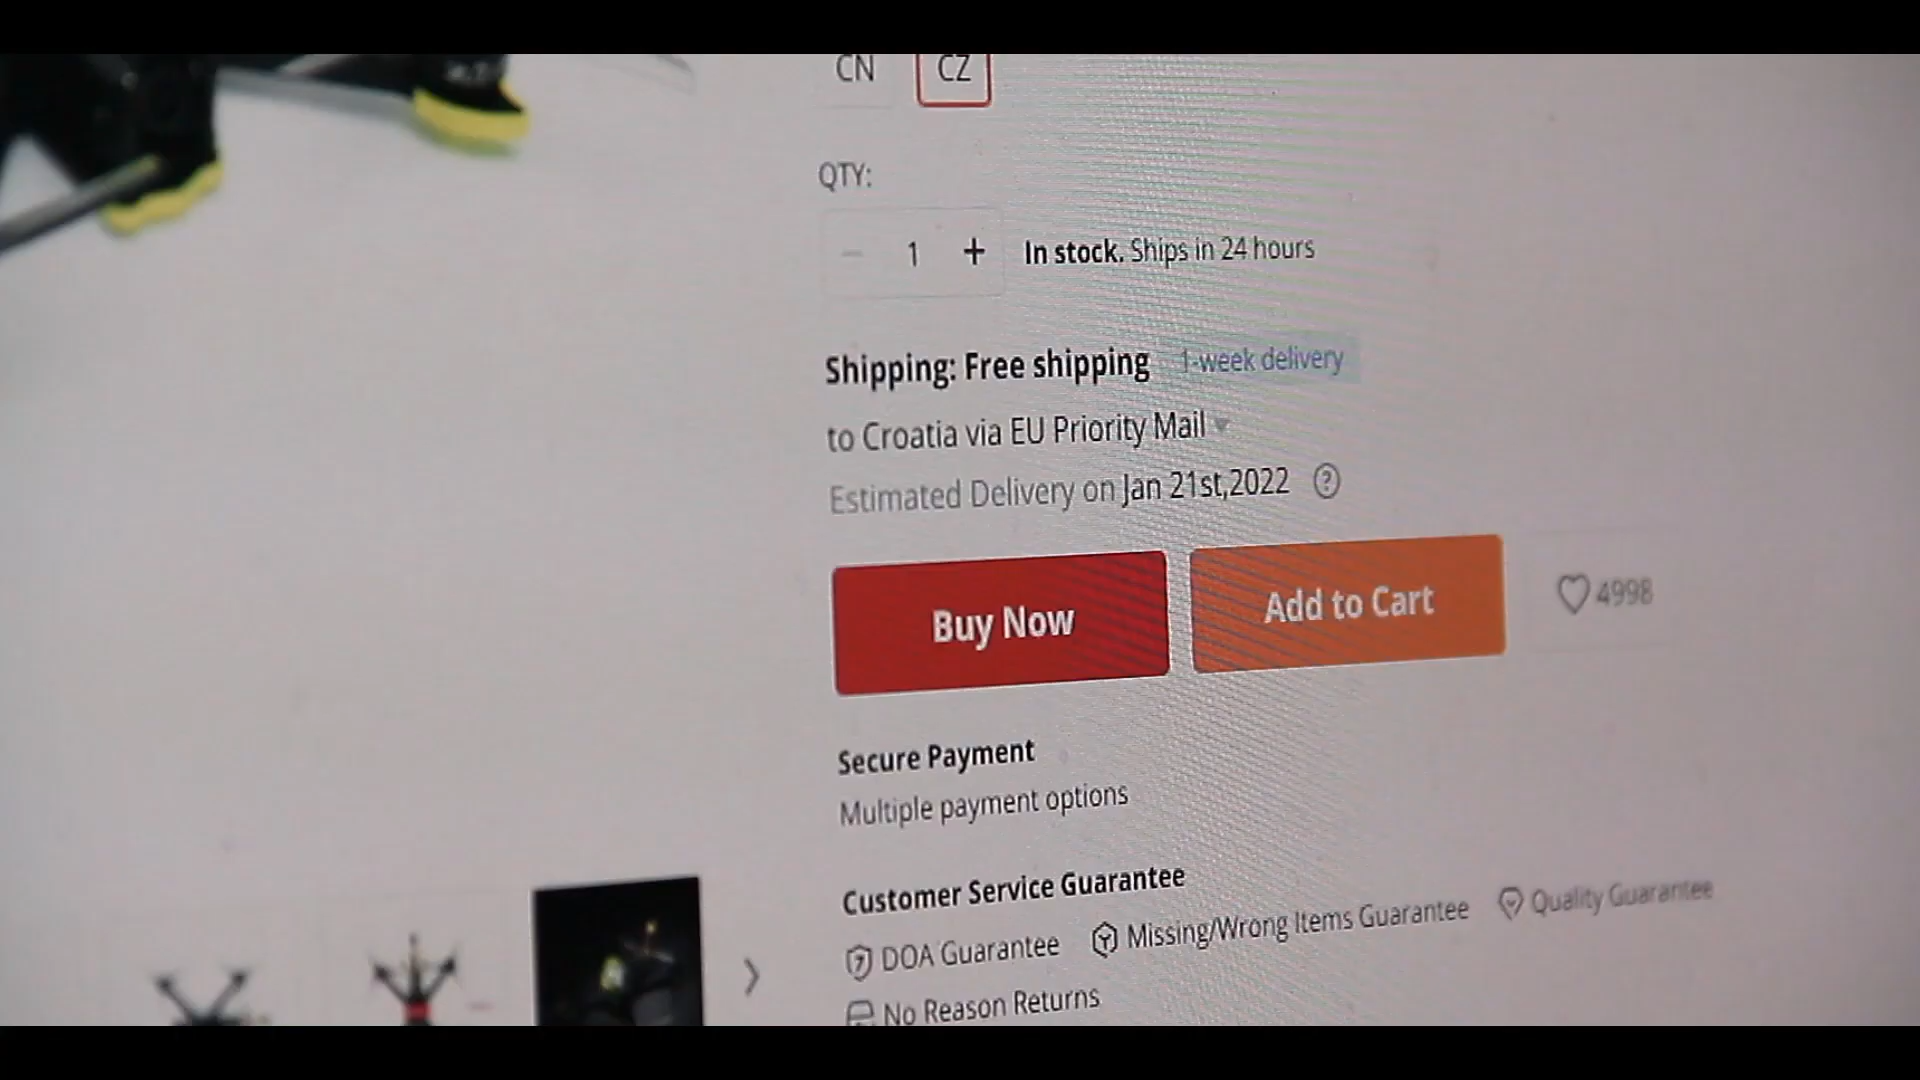 CN CZ
QTY:
− 1 + In stock. Ships in 24 hours
Shipping: Free shipping 1-week delivery
to Croatia via EU Priority Mail
Estimated Delivery on Jan 21st,2022 ?
Buy Now Add to Cart 4998
Secure Payment
Multiple payment options
Customer Service Guarantee
DOA Guarantee Missing/Wrong Items Guarantee Quality Guarantee
No Reason Returns